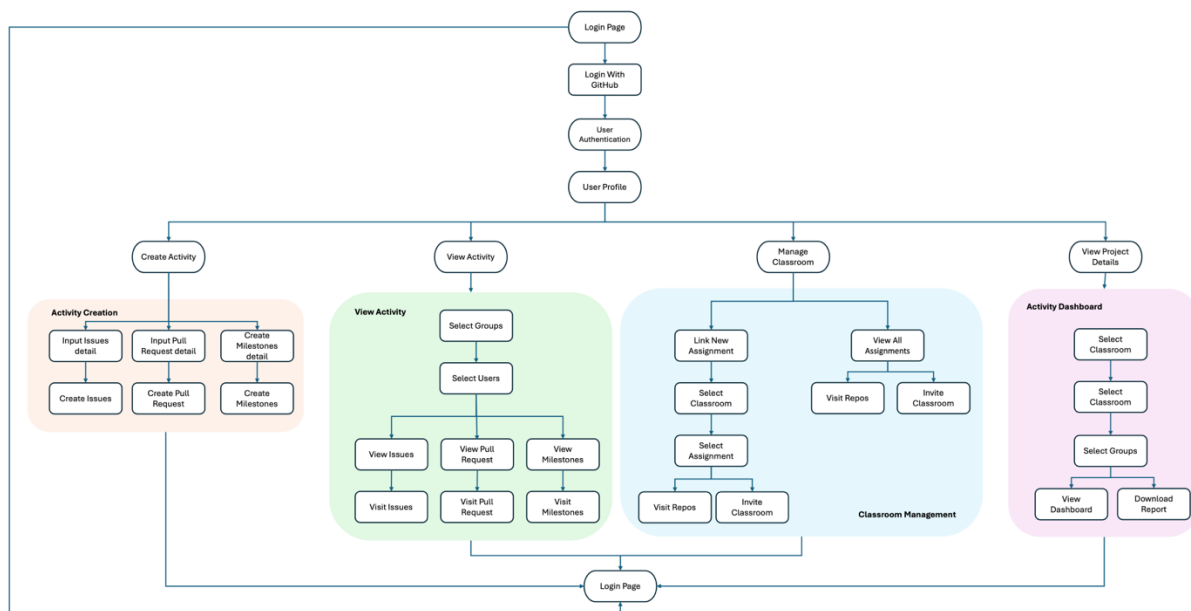 Login Page
Login With
GitHub
User
Authentication
User Profile
Create Activity
View Activity
Manage
Classroom
View Project
Details
Activity Creation
Input Issues
detail
Input Pull
Request detail
Create
Milestones
detail
Create Issues
Create Pull
Request
Create
Milestones
View Activity
Select Groups
Select Users
View Issues
View Pull
Request
View
Milestones
Visit Issues
Visit Pull
Request
Visit
Milestones
Link New
Assignment
View All
Assignments
Select
Classroom
Visit Repos
Invite
Classroom
Select
Assignment
Visit Repos
Invite
Classroom
Classroom Management
Activity Dashboard
Select
Classroom
Select
Classroom
Select Groups
View
Dashboard
Download
Report
Login Page